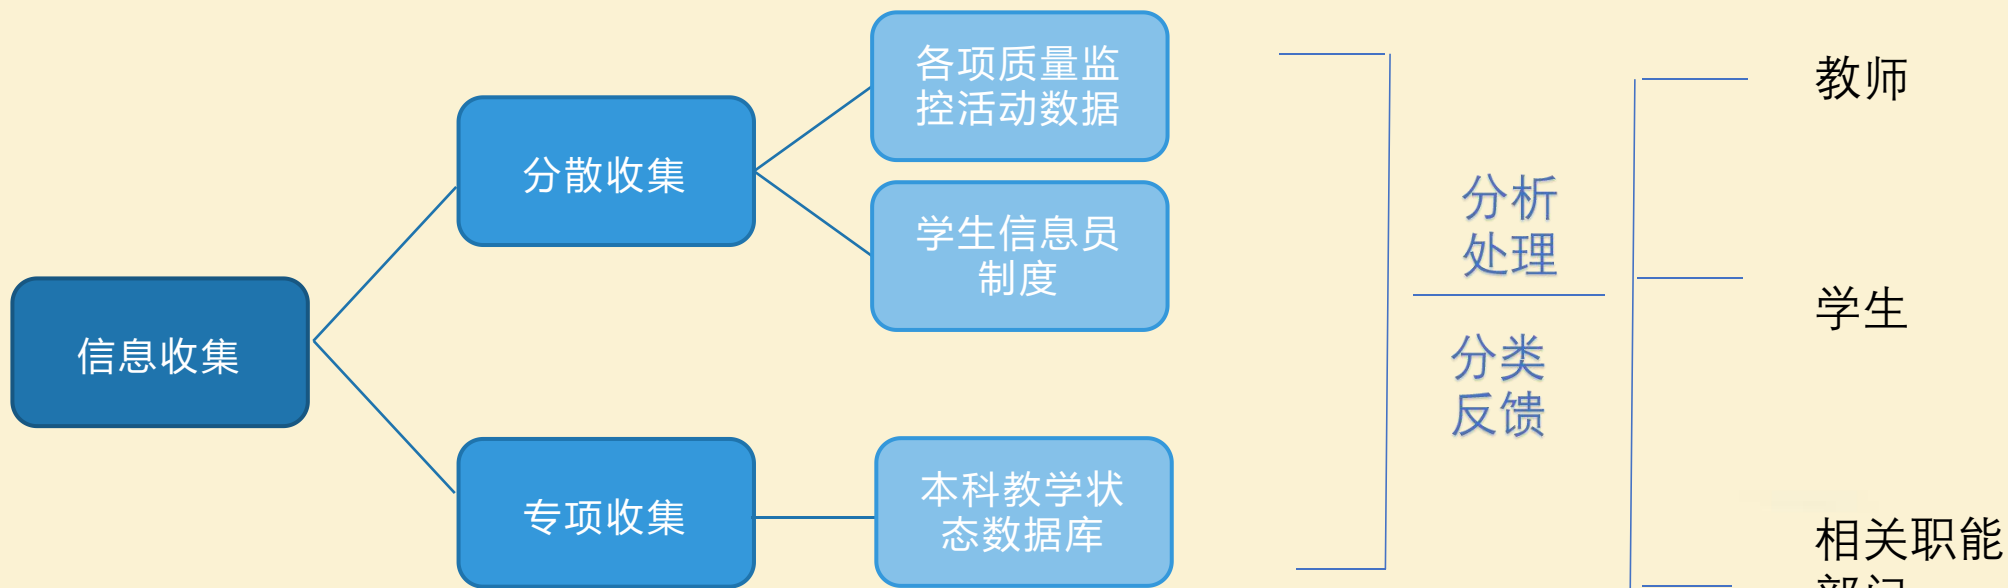 信息收集
分散收集
专项收集
各项质量监
控活动数据
学生信息员
制度
本科教学状
态数据库
分析
处理
分类
反馈
教师
学生
相关职能
部门